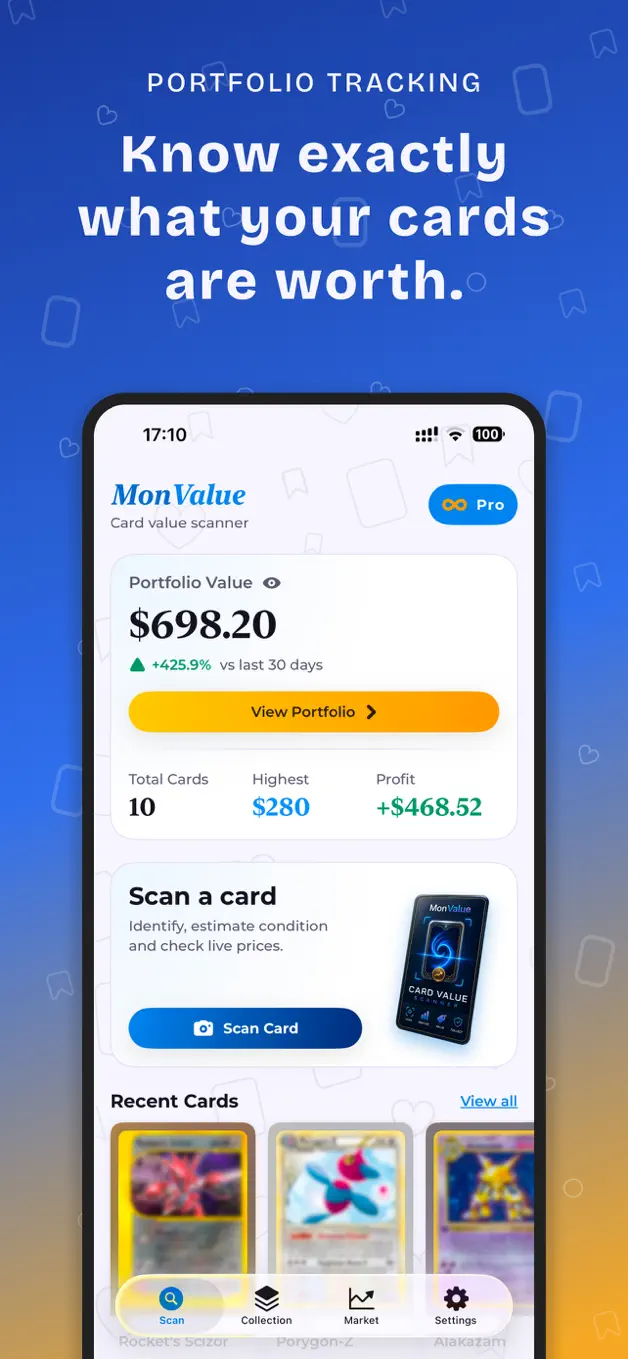 PORTFOLIO TRACKING
Know exactly
what your cards
are worth.
17:10
100
MonValue
Card value scanner
Pro
Portfolio Value
$698.20
+425.9% vs last 30 days
View Portfolio
Total Cards
Highest
Profit
10
$280
+$468.52
Scan a card
Identify, estimate condition
and check live prices.
Scan Card
MonValue
CARD VALUE
SCANNER
Recent Cards
View all
Scan
Collection
Market
Settings
Rocket's Scizor
Porygon-Z
Alakazam